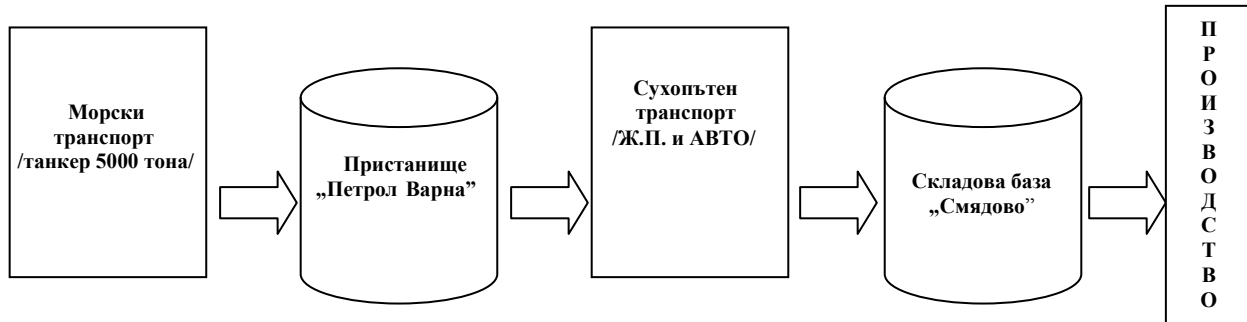 Морски
транспорт
/танкер 5000 тона/
Пристанище
„Петрол Варна”
Сухопътен
транспорт
/Ж.П. и АВТО/
Складова база
„Смядово”
П
Р
О
И
З
В
О
Д
С
Т
В
О